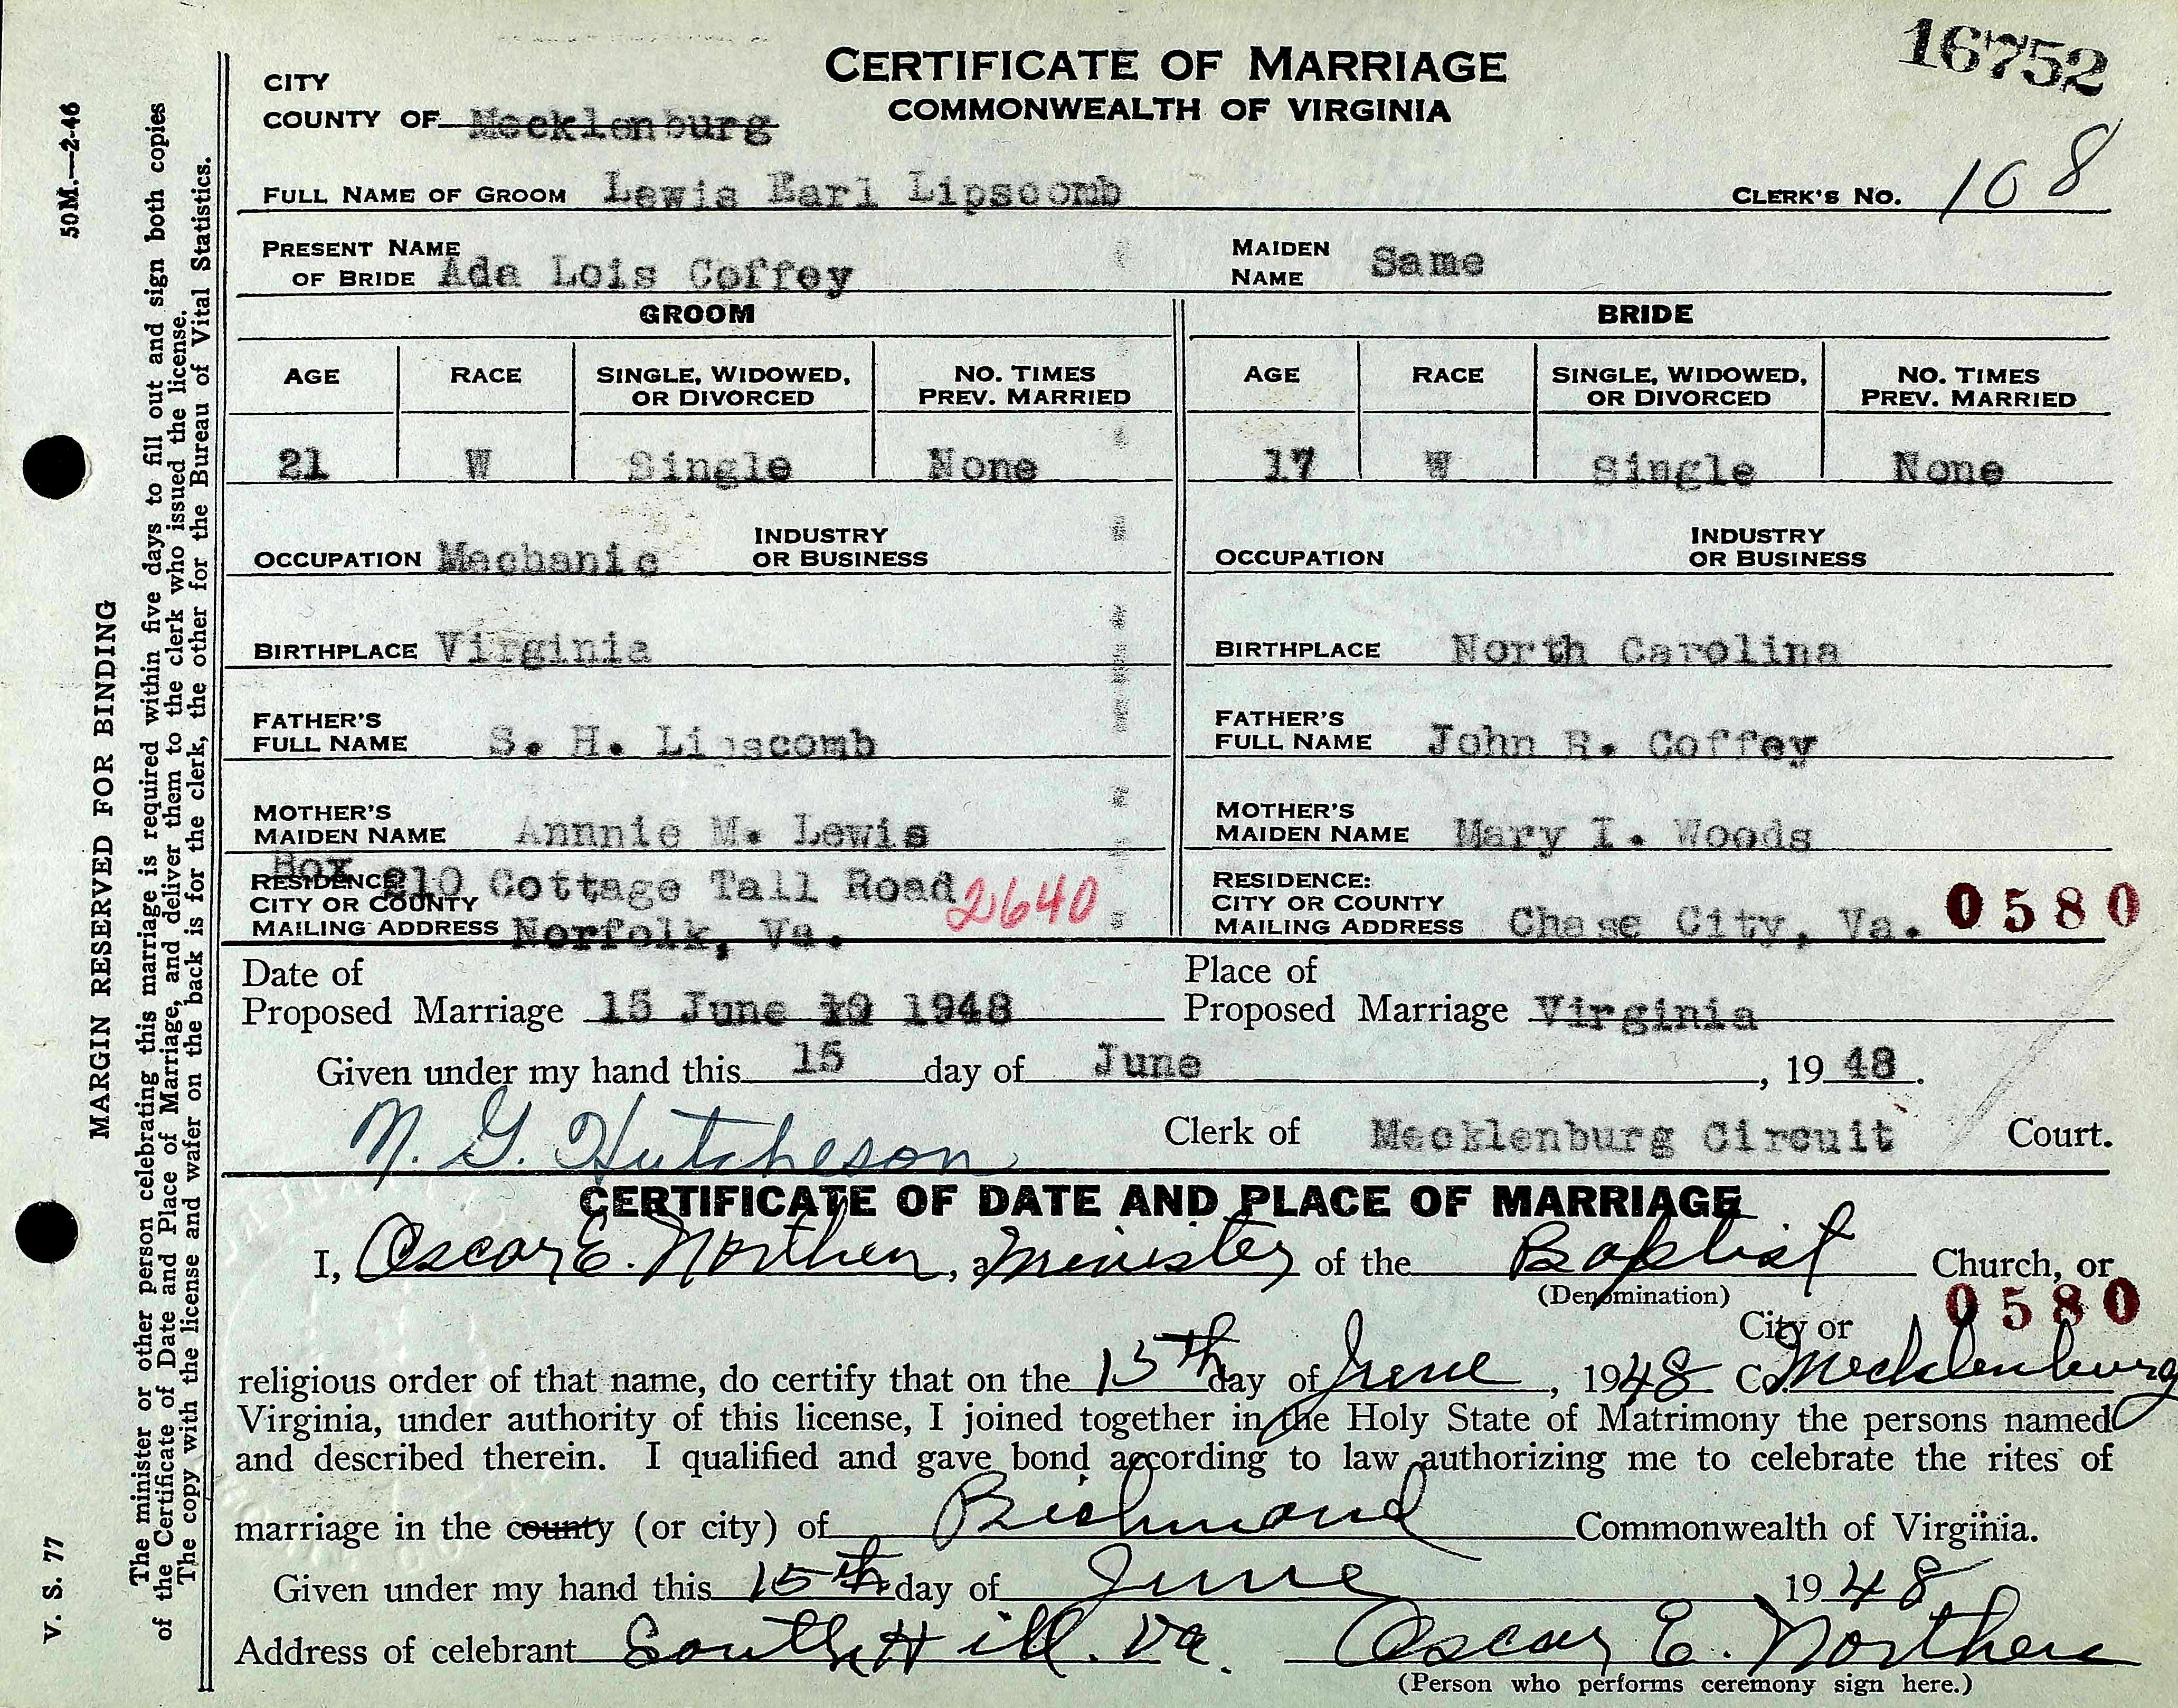 16752
CERTIFICATE OF MARRIAGE
COMMONWEALTH OF VIRGINIA
CITY
COUNTY OF Mecklenburg
FULL NAME OF GROOM Lewis Earl Lipscomb CLERK'S NO. 168
PRESENT NAME OF BRIDE Ada Lois Coffey MAIDEN NAME Same
GROOM BRIDE
AGE RACE SINGLE, WIDOWED, OR DIVORCED NO. TIMES PREV. MARRIED AGE RACE SINGLE, WIDOWED, OR DIVORCED NO. TIMES PREV. MARRIED
21 W Single None 17 W Single None
OCCUPATION Mechanic INDUSTRY OR BUSINESS OCCUPATION INDUSTRY OR BUSINESS
BIRTHPLACE Virginia BIRTHPLACE North Carolina
FATHER'S FULL NAME S. H. Lipscomb FATHER'S FULL NAME John R. Coffey
MOTHER'S MAIDEN NAME Annnie M. Lewis MOTHER'S MAIDEN NAME Mary I. Woods
RESIDENCE: CITY OR COUNTY MAILING ADDRESS Box 210 Cottage Tall Road Norfolk, Va. 2640 RESIDENCE: CITY OR COUNTY MAILING ADDRESS Chase City, Va. 0580
Date of Proposed Marriage 15 June 19 1948 Place of Proposed Marriage Virginia
Given under my hand this 15 day of June, 19 48.
N. G. Hutcheson Clerk of Mecklenburg Circuit Court.
CERTIFICATE OF DATE AND PLACE OF MARRIAGE
I, Oscar E. Northen, a Minister of the Baptist Church, or
(Denomination)
0580
City or
religious order of that name, do certify that on the 15th day of June, 1948 Co. Mecklenburg
Virginia, under authority of this license, I joined together in the Holy State of Matrimony the persons named
and described therein. I qualified and gave bond according to law authorizing me to celebrate the rites of
marriage in the county (or city) of Richmond Commonwealth of Virginia.
Given under my hand this 15th day of June 1948
Address of celebrant South Hill. Va. Oscar E. Northen
(Person who performs ceremony sign here.)
50M.—2-46
MARGIN RESERVED FOR BINDING
V. S. 77
The minister or other person celebrating this marriage is required within five days to fill out and sign both copies
of the Certificate of Date and Place of Marriage, and deliver them to the clerk who issued the license.
The copy with the license and wafer on the back is for the clerk, the other for the Bureau of Vital Statistics.